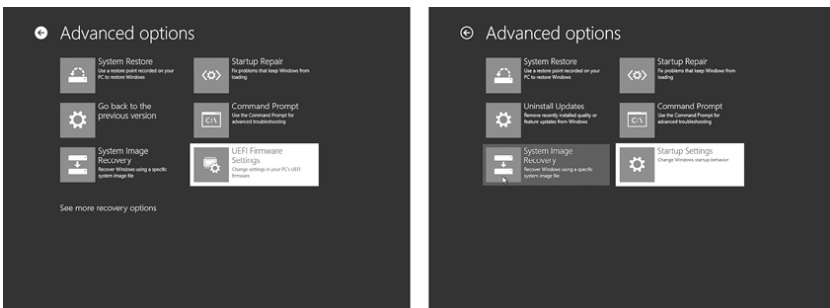 Advanced options
System Restore
Use a restore point recorded on your
PC to restore Windows
Startup Repair
Fix problems that keep Windows from
loading
Go back to the
previous version
Command Prompt
Use the Command Prompt for
advanced troubleshooting
C:\
System Image
Recovery
Recover Windows using a specific
system image file
UEFI Firmware
Settings
Change settings in your PC's UEFI
firmware
See more recovery options
Advanced options
System Restore
Use a restore point recorded on your
PC to restore Windows
Startup Repair
Fix problems that keep Windows from
loading
Uninstall Updates
Remove recently installed quality or
feature updates from Windows
Command Prompt
Use the Command Prompt for
advanced troubleshooting
C:\
System Image
Recovery
Recover Windows using a specific
system image file
Startup Settings
Change Windows startup behavior